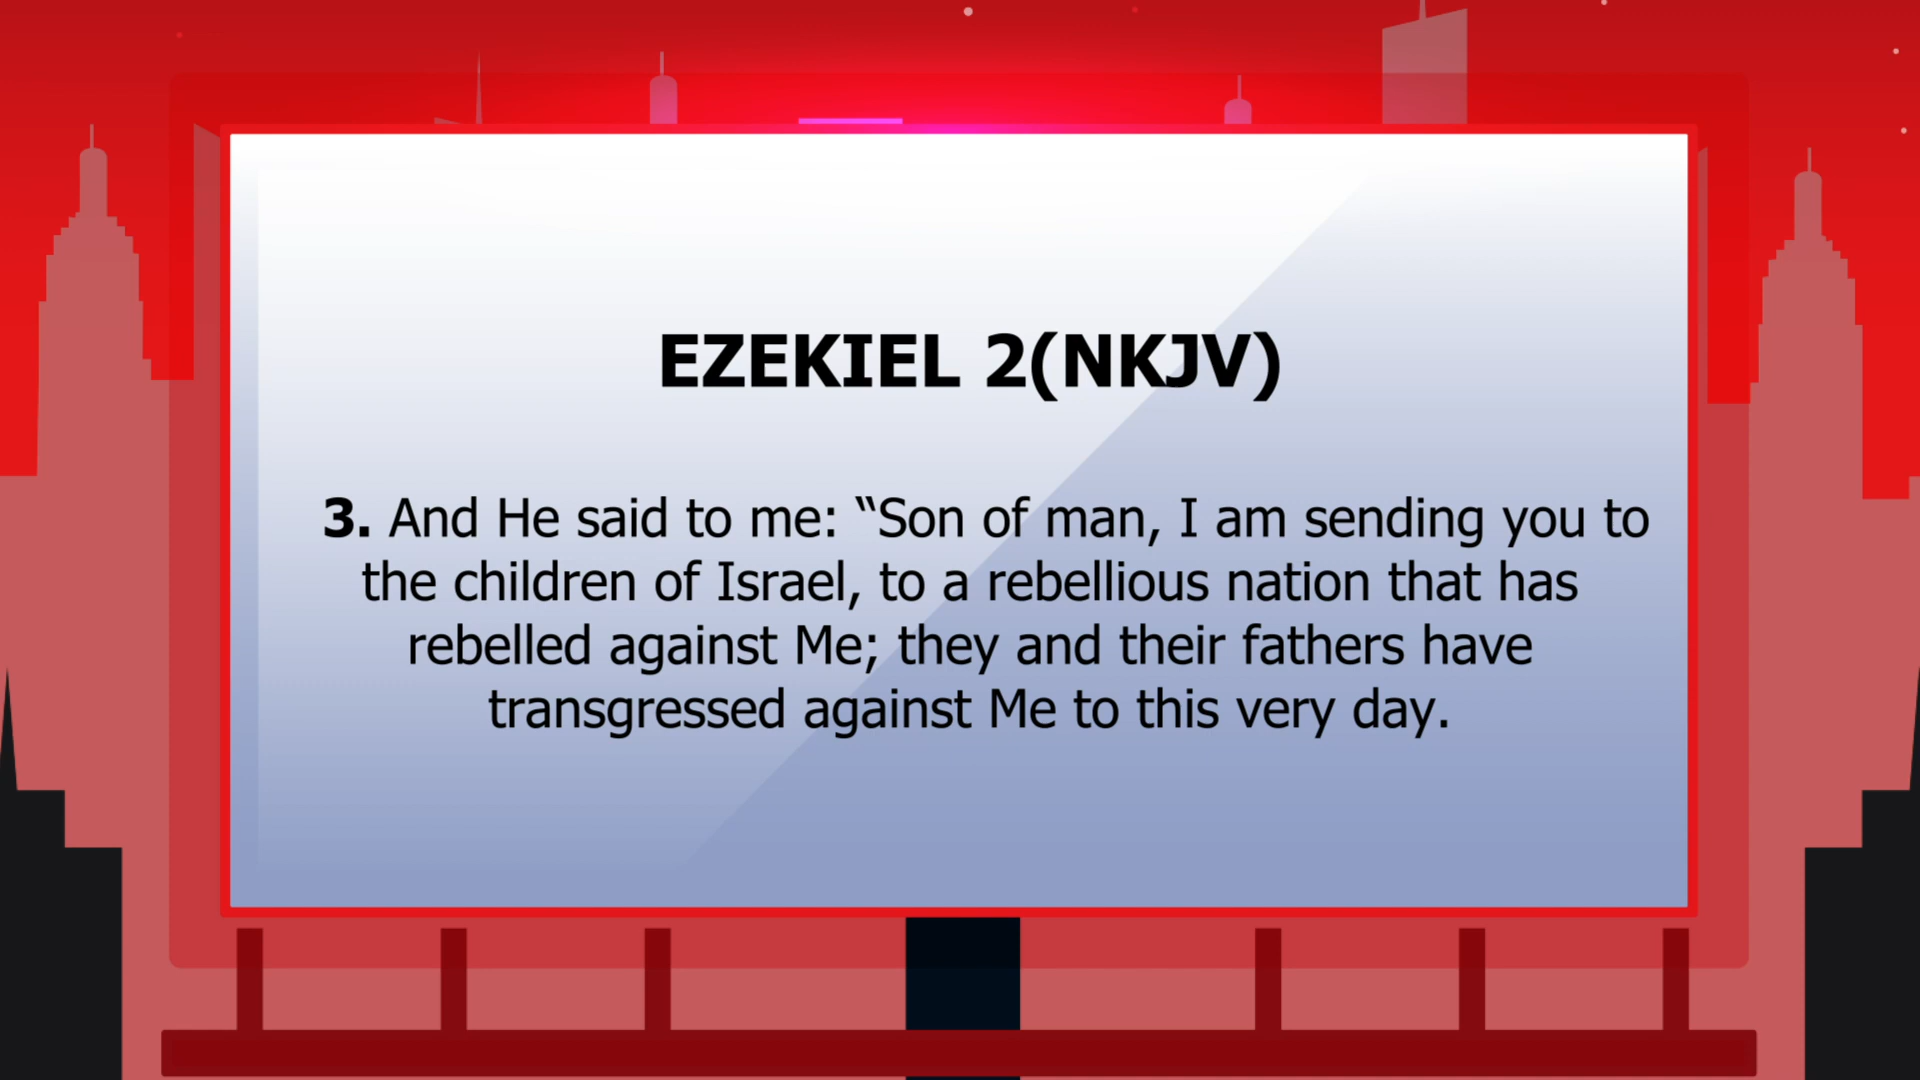 EZEKIEL 2(NKJV)
3. And He said to me: “Son of man, I am sending you to
the children of Israel, to a rebellious nation that has
rebelled against Me; they and their fathers have
transgressed against Me to this very day.